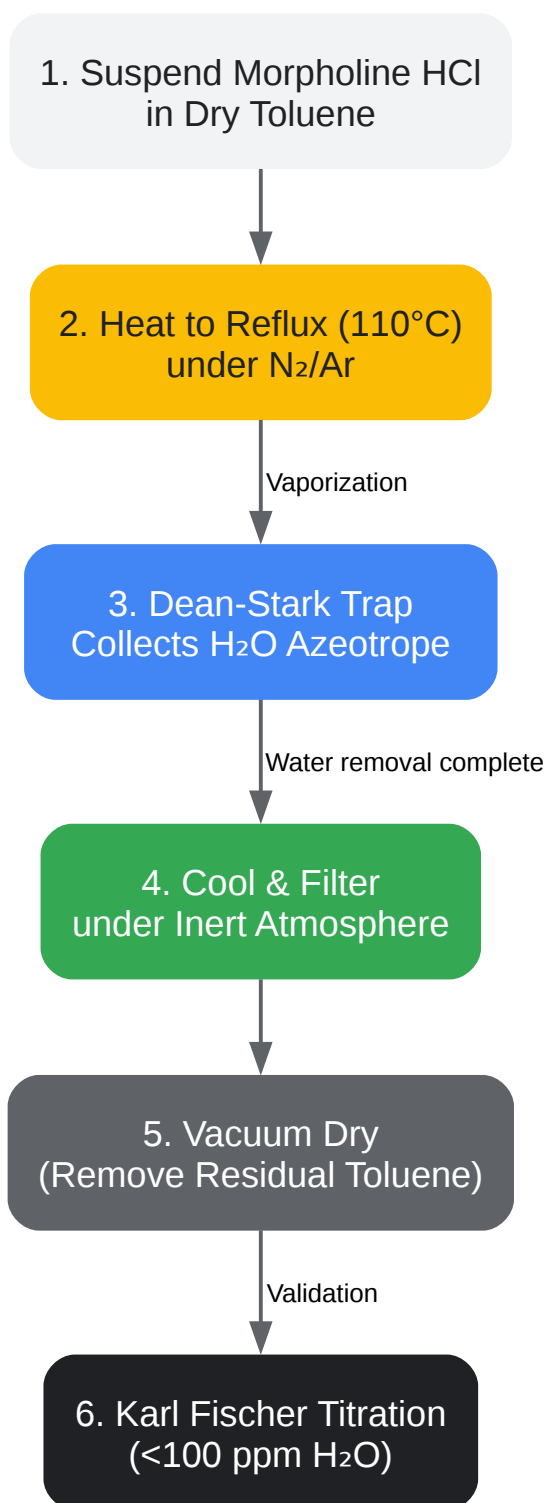 1. Suspend Morpholine HCl
in Dry Toluene
2. Heat to Reflux (110°C)
under N₂/Ar
Vaporization
3. Dean-Stark Trap
Collects H₂O Azeotrope
Water removal complete
4. Cool & Filter
under Inert Atmosphere
5. Vacuum Dry
(Remove Residual Toluene)
Validation
6. Karl Fischer Titration
(<100 ppm H₂O)